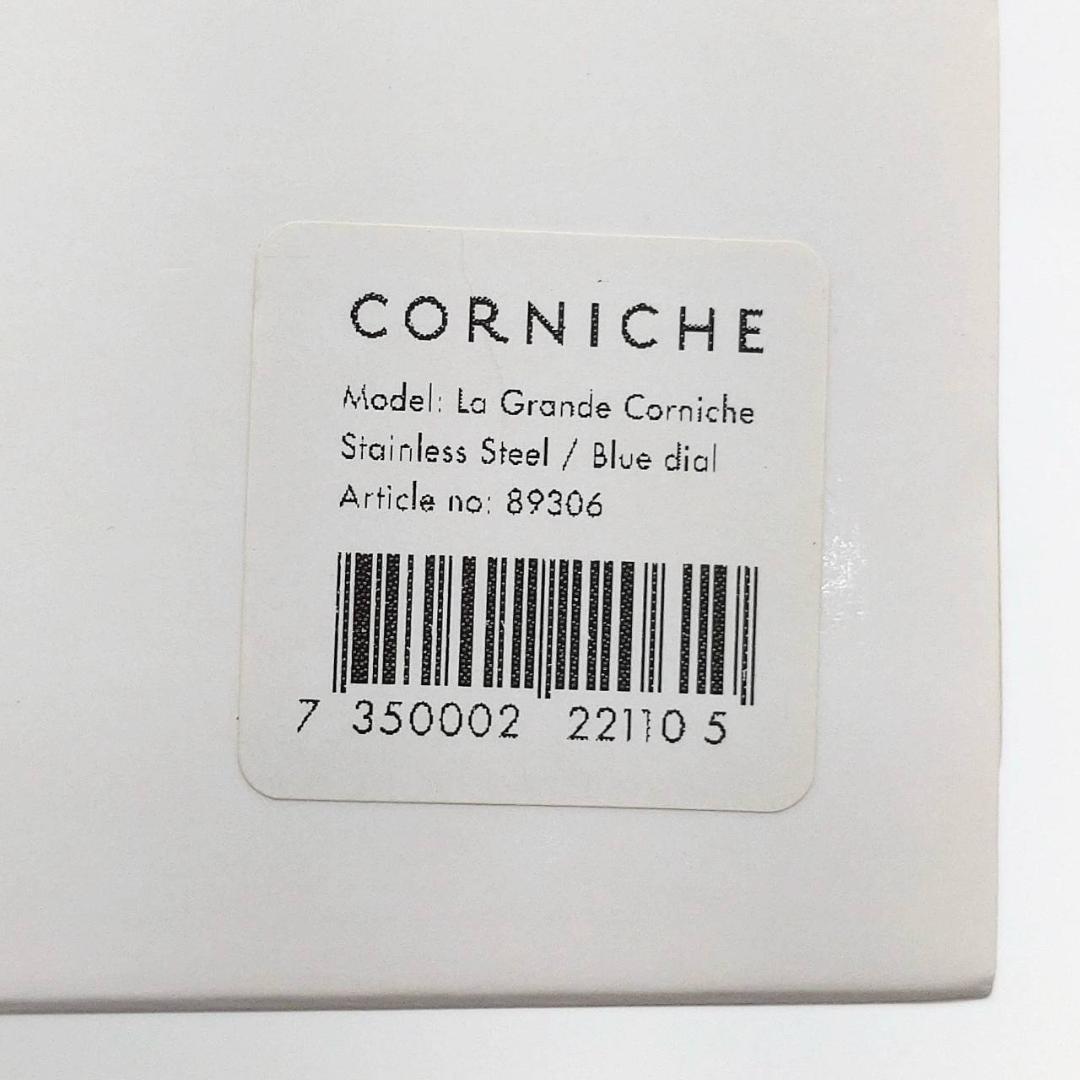 CORNICHE
Model: La Grande Corniche
Stainless Steel / Blue dial
Article no: 89306
7 350002 221105